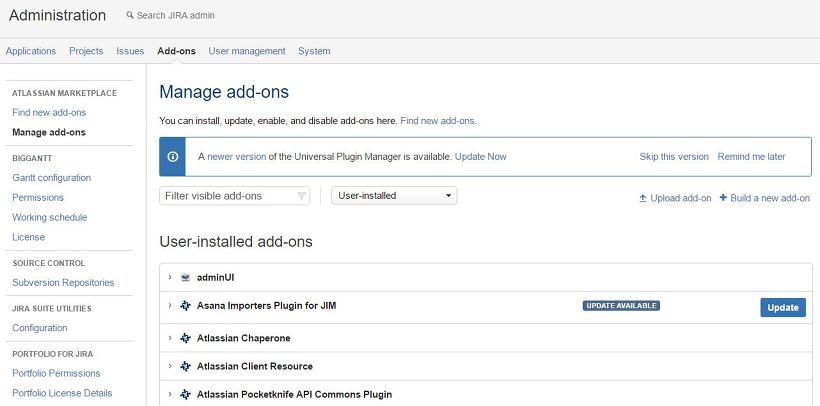 Administration
Search JIRA admin
Applications Projects Issues Add-ons User management System
ATLASSIAN MARKETPLACE
Find new add-ons
Manage add-ons
BIGGANTT
Gantt configuration
Permissions
Working schedule
License
SOURCE CONTROL
Subversion Repositories
JIRA SUITE UTILITIES
Configuration
PORTFOLIO FOR JIRA
Portfolio Permissions
Portfolio License Details
Manage add-ons
You can install, update, enable, and disable add-ons here. Find new add-ons.
A newer version of the Universal Plugin Manager is available. Update Now Skip this version Remind me later
Filter visible add-ons User-installed Upload add-on Build a new add-on
User-installed add-ons
adminUI
Asana Importers Plugin for JIM UPDATE AVAILABLE Update
Atlassian Chaperone
Atlassian Client Resource
Atlassian Pocketknife API Commons Plugin